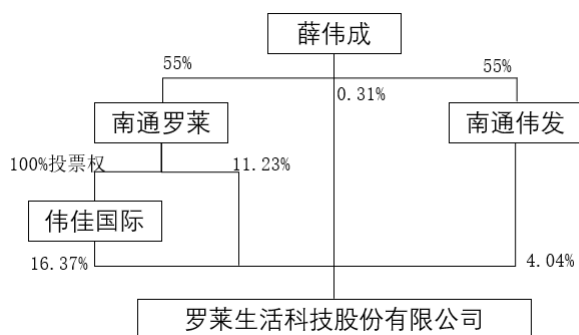 薛伟成
55%
55%
0.31%
南通罗莱
南通伟发
100%投票权
11.23%
伟佳国际
16.37%
4.04%
罗莱生活科技股份有限公司